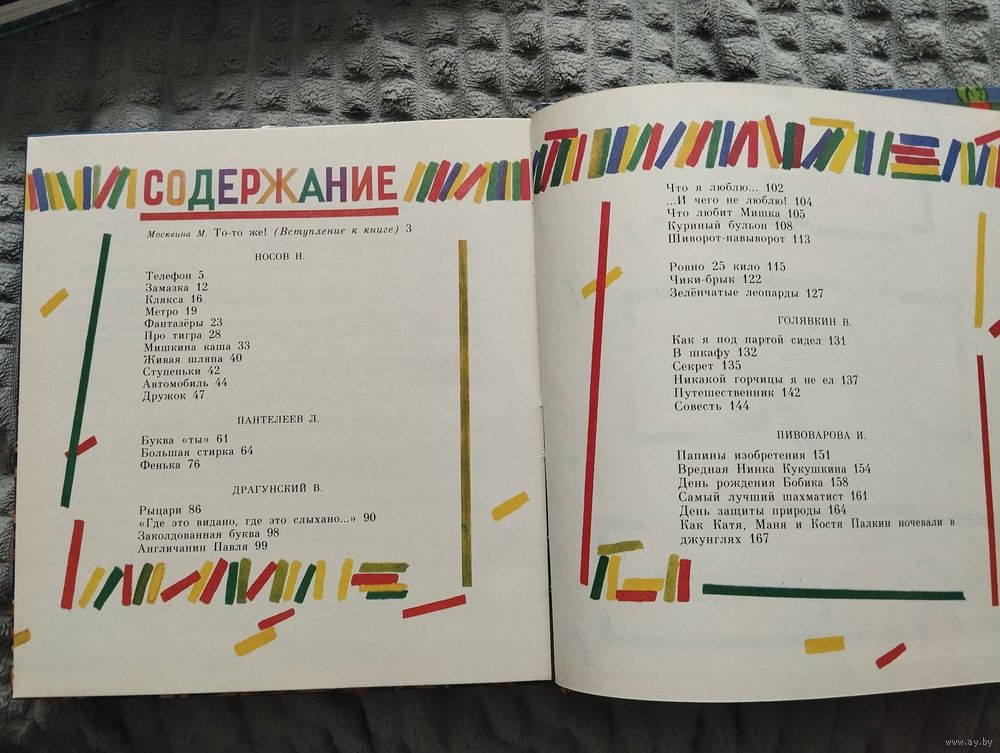 СОДЕРЖАНИЕ
Москвина М. То-то же! (Вступление к книге) 3
НОСОВ Н.
Телефон 5
Замазка 12
Клякса 16
Метро 19
Фантазёры 23
Про тигра 28
Мишкина каша 33
Живая шляпа 40
Ступеньки 42
Автомобиль 44
Дружок 47
ПАНТЕЛЕЕВ Л.
Буква «ты» 61
Большая стирка 64
Фенька 76
ДРАГУНСКИЙ В.
Рыцари 86
«Где это видано, где это слыхано...» 90
Заколдованная буква 98
Англичанин Павля 99
Что я люблю... 102
...И чего не люблю! 104
Что любит Мишка 105
Куриный бульон 108
Шиворот-навыворот 113
Ровно 25 кило 115
Чики-брык 122
Зелёнчатые леопарды 127
ГОЛЯВКИН В.
Как я под партой сидел 131
В шкафу 132
Секрет 135
Никакой горчицы я не ел 137
Путешественник 142
Совесть 144
ПИВОВАРОВА И.
Папины изобретения 151
Вредная Нинка Кукушкина 154
День рождения Бобика 158
Самый лучший шахматист 161
День защиты природы 164
Как Катя, Маня и Костя Палкин ночевали в
джунглях 167
www.ay.by